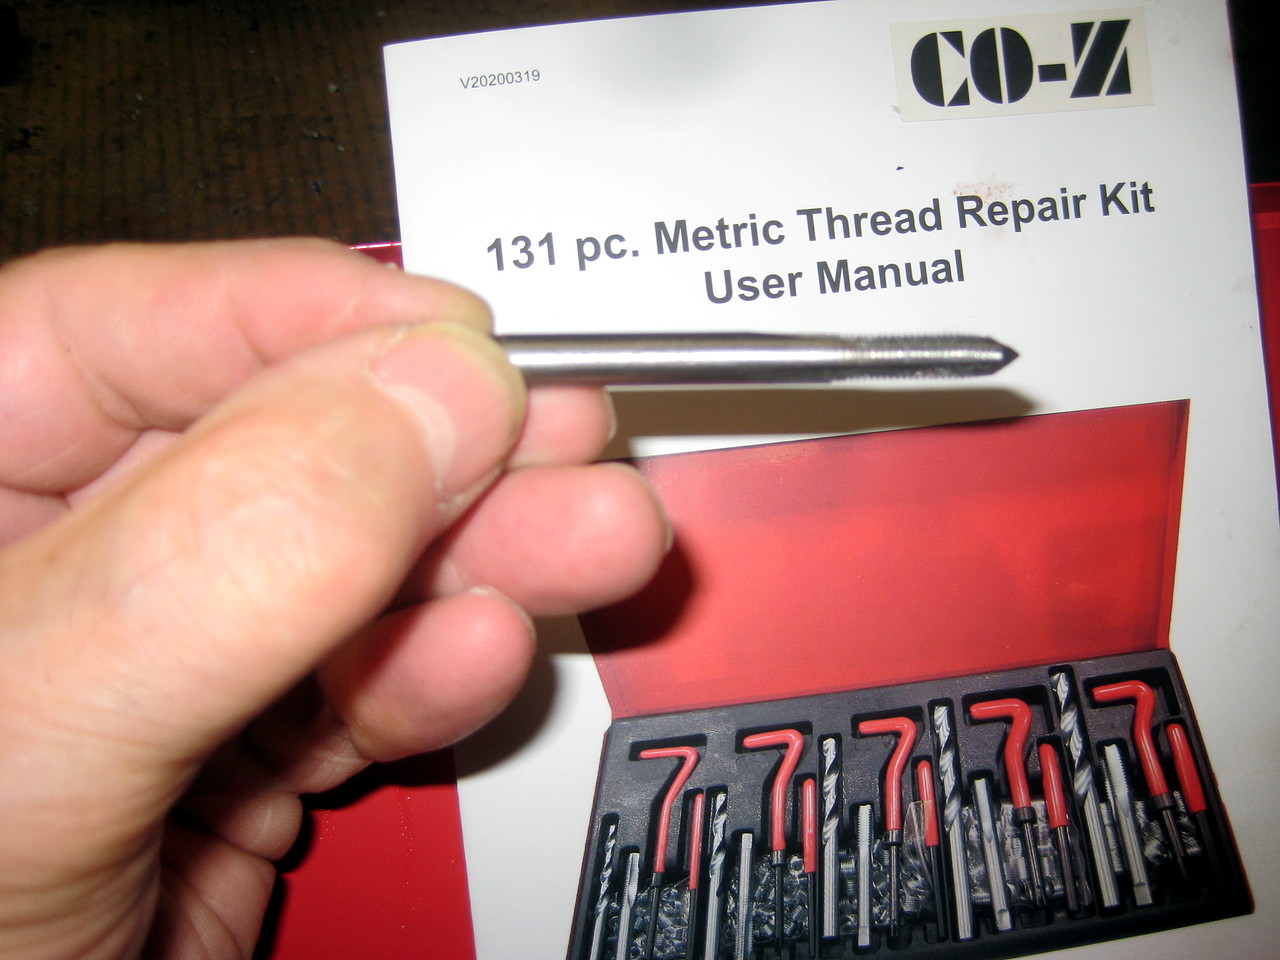 V20200319
CO-Z
131 pc. Metric Thread Repair Kit
User Manual